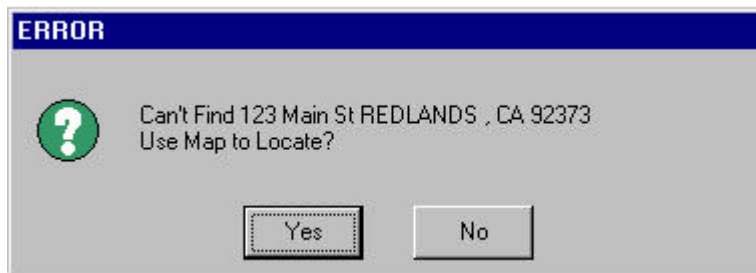 ERROR
Can't Find 123 Main St REDLANDS , CA 92373
Use Map to Locate?
Yes No